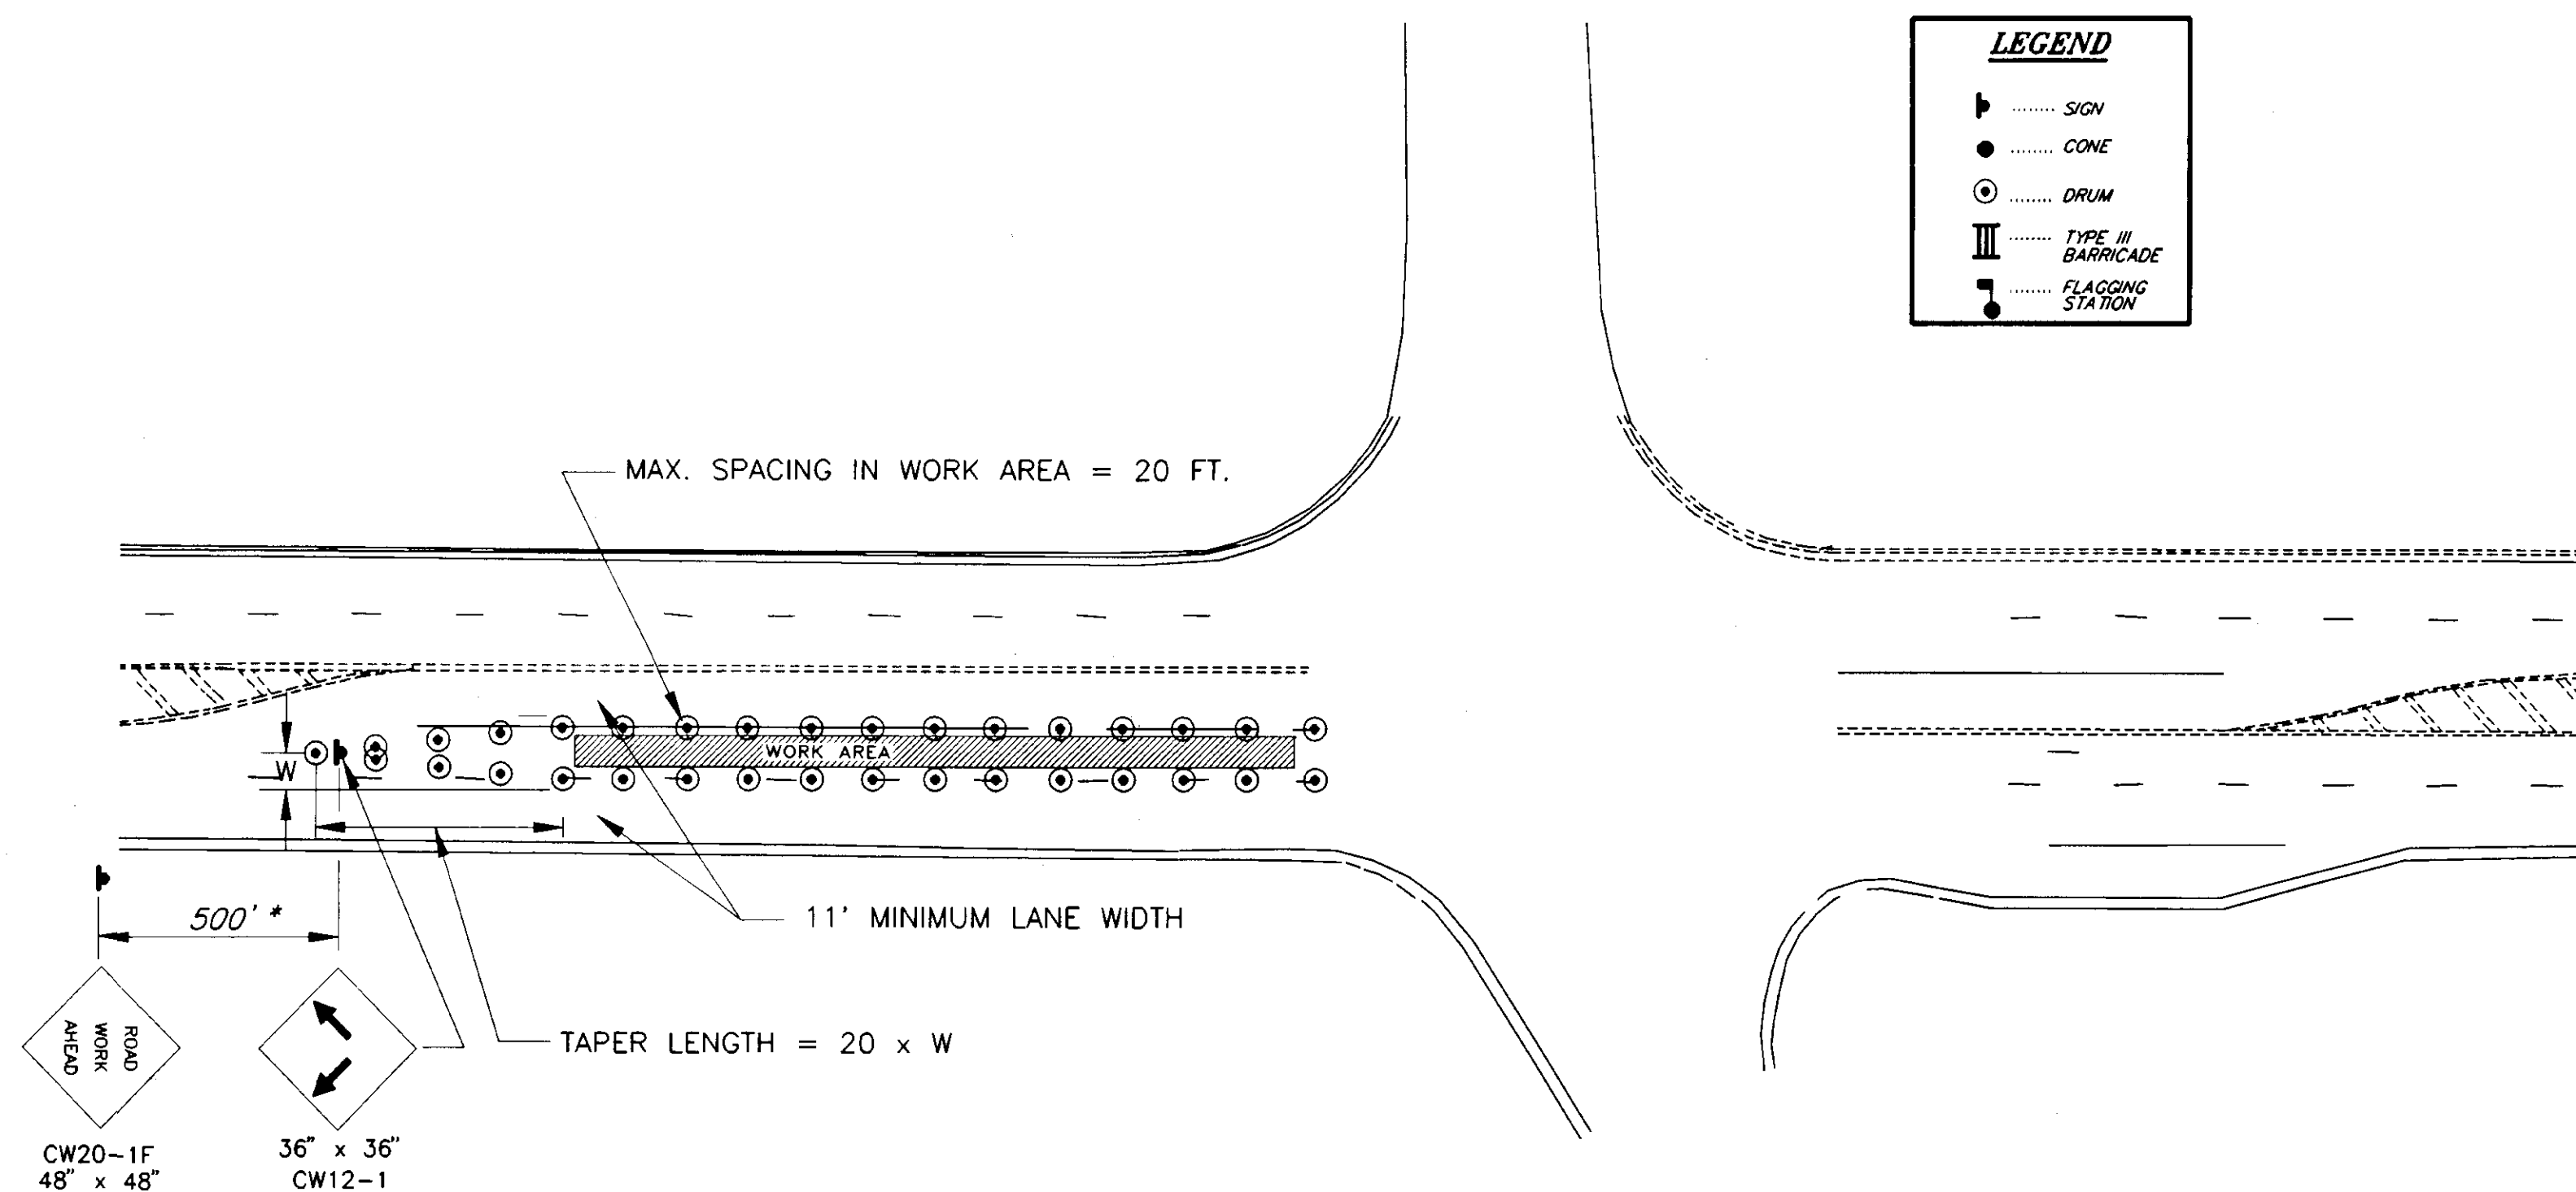 LEGEND
........ SIGN
........ CONE
........ DRUM
........ TYPE III
BARRICADE
........ FLAGGING
STATION
MAX. SPACING IN WORK AREA = 20 FT.
WORK AREA
W
500' *
11' MINIMUM LANE WIDTH
TAPER LENGTH = 20 x W
ROAD
WORK
AHEAD
CW20-1F
48" x 48"
36" x 36"
CW12-1